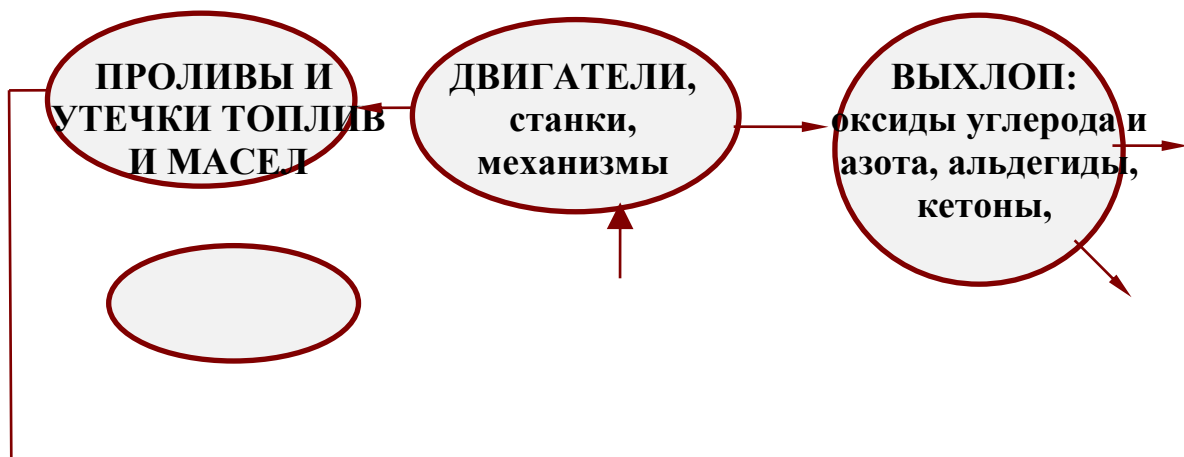 ПРОЛИВЫ И
УТЕЧКИ ТОПЛИВ
И МАСЕЛ
ДВИГАТЕЛИ,
станки,
механизмы
ВЫХЛОП:
оксиды углерода и
азота, альдегиды,
кетоны,